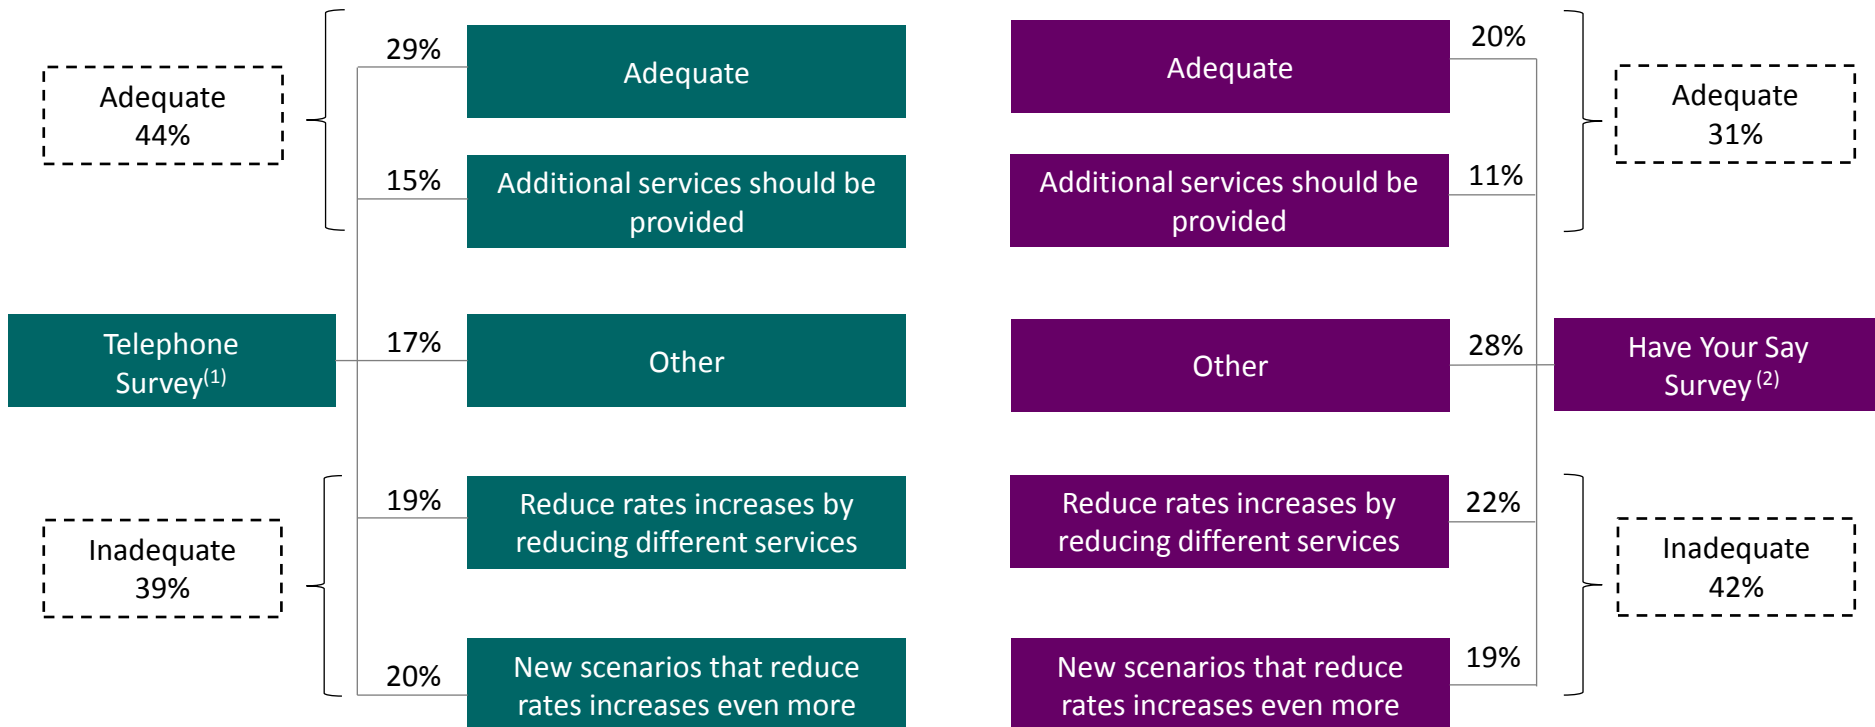 Adequate
44%
29%
Adequate
15%
Additional services should be
provided
Telephone
Survey(1)
17%
Other
19%
Reduce rates increases by
reducing different services
Inadequate
39%
20%
New scenarios that reduce
rates increases even more
Adequate
20%
Adequate
31%
Additional services should be
provided
11%
Other
28%
Have Your Say
Survey (2)
Reduce rates increases by
reducing different services
22%
Inadequate
42%
New scenarios that reduce
rates increases even more
19%